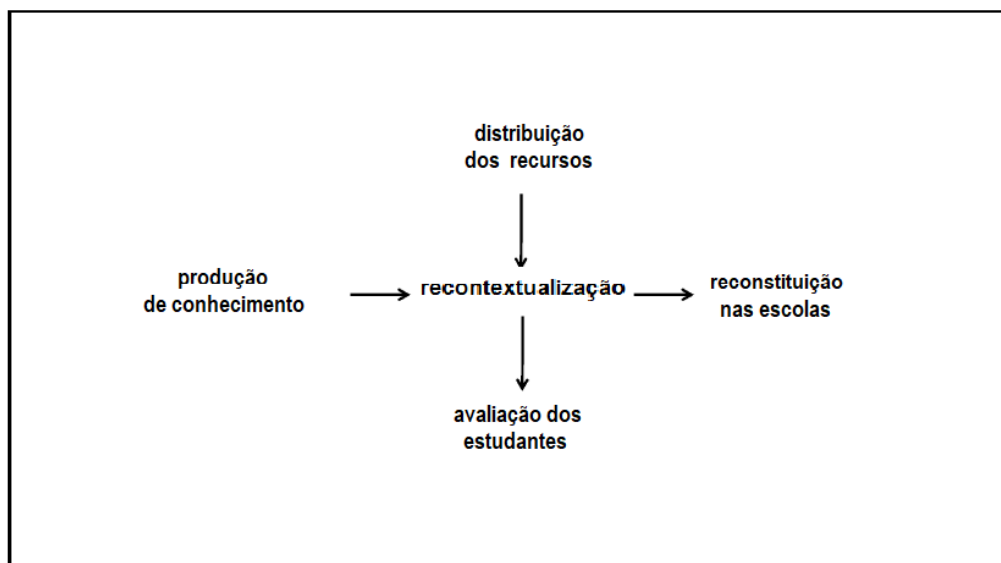 distribuição
dos recursos
produção
de conhecimento
recontextualização
reconstituição
nas escolas
avaliação dos
estudantes